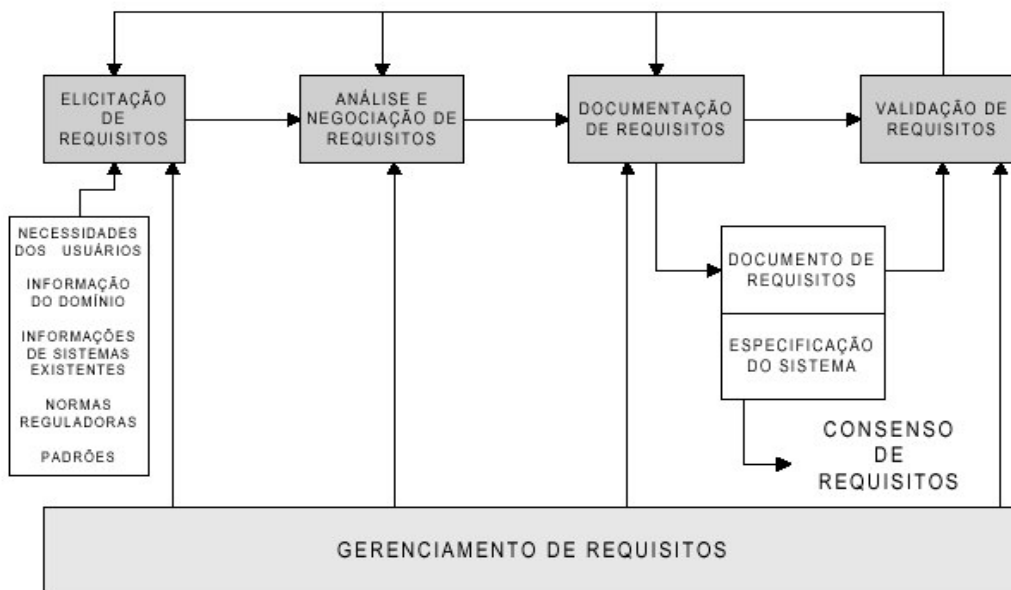 ELICITAÇÃO
DE
REQUISITOS
ANÁLISE E
NEGOCIAÇÃO DE
REQUISITOS
DOCUMENTAÇÃO
DE REQUISITOS
VALIDAÇÃO DE
REQUISITOS
NECESSIDADES
DOS USUÁRIOS
INFORMAÇÃO
DO DOMÍNIO
INFORMAÇÕES
DE SISTEMAS
EXISTENTES
NORMAS
REGULADORAS
PADRÕES
DOCUMENTO DE
REQUISITOS
ESPECIFICAÇÃO
DO SISTEMA
CONSENSO
DE
REQUISITOS
GERENCIAMENTO DE REQUISITOS